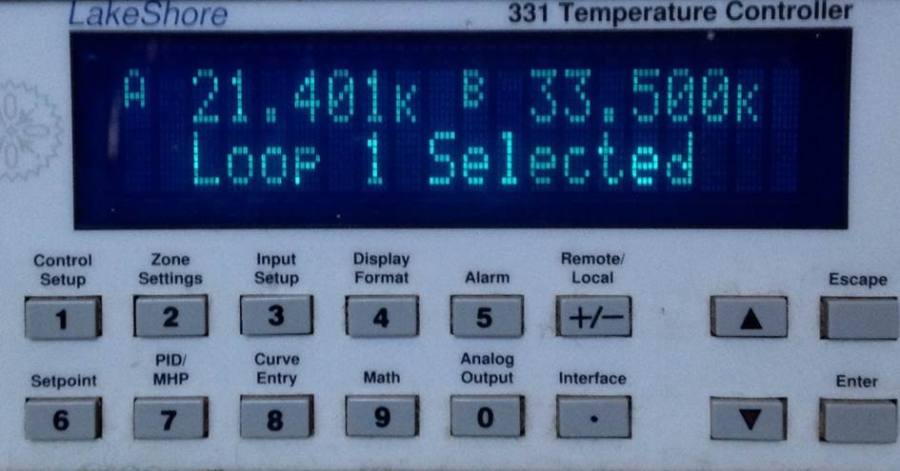 LakeShore 331 Temperature Controller
A 21.401K B 33.500K
Loop 1 Selected
Control Setup
Zone Settings
Input Setup
Display Format
Alarm
Remote/ Local
Escape
1 2 3 4 5 +/− ▲
Setpoint
PID/ MHP
Curve Entry
Math
Analog Output
Interface
Enter
6 7 8 9 0 . ▼